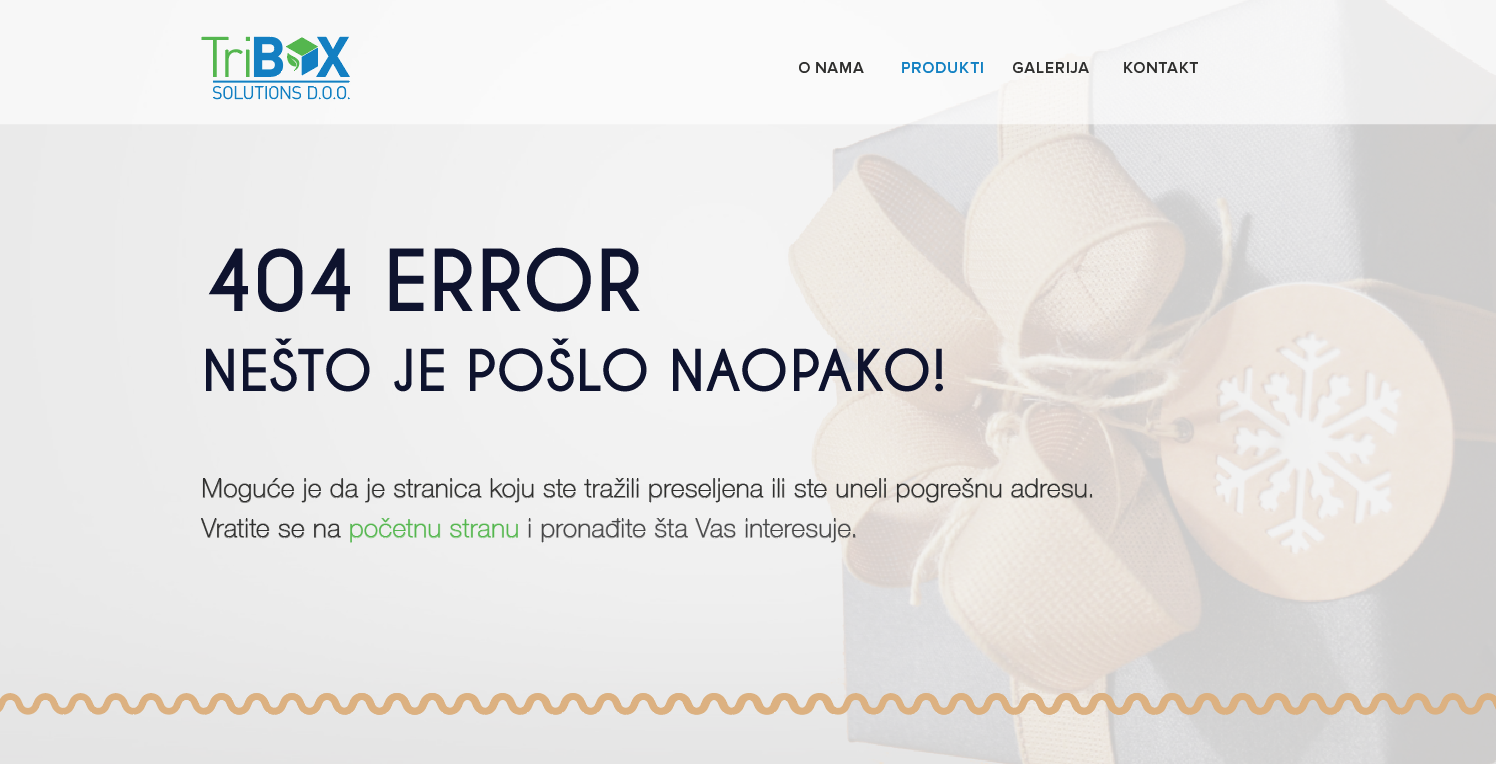 TriBOX
SOLUTIONS D.O.O.
O NAMA PRODUKTI GALERIJA KONTAKT
404 ERROR
NEŠTO JE POŠLO NAOPAKO!
Moguće je da je stranica koju ste tražili preseljena ili ste uneli pogrešnu adresu.
Vratite se na početnu stranu i pronađite šta Vas interesuje.